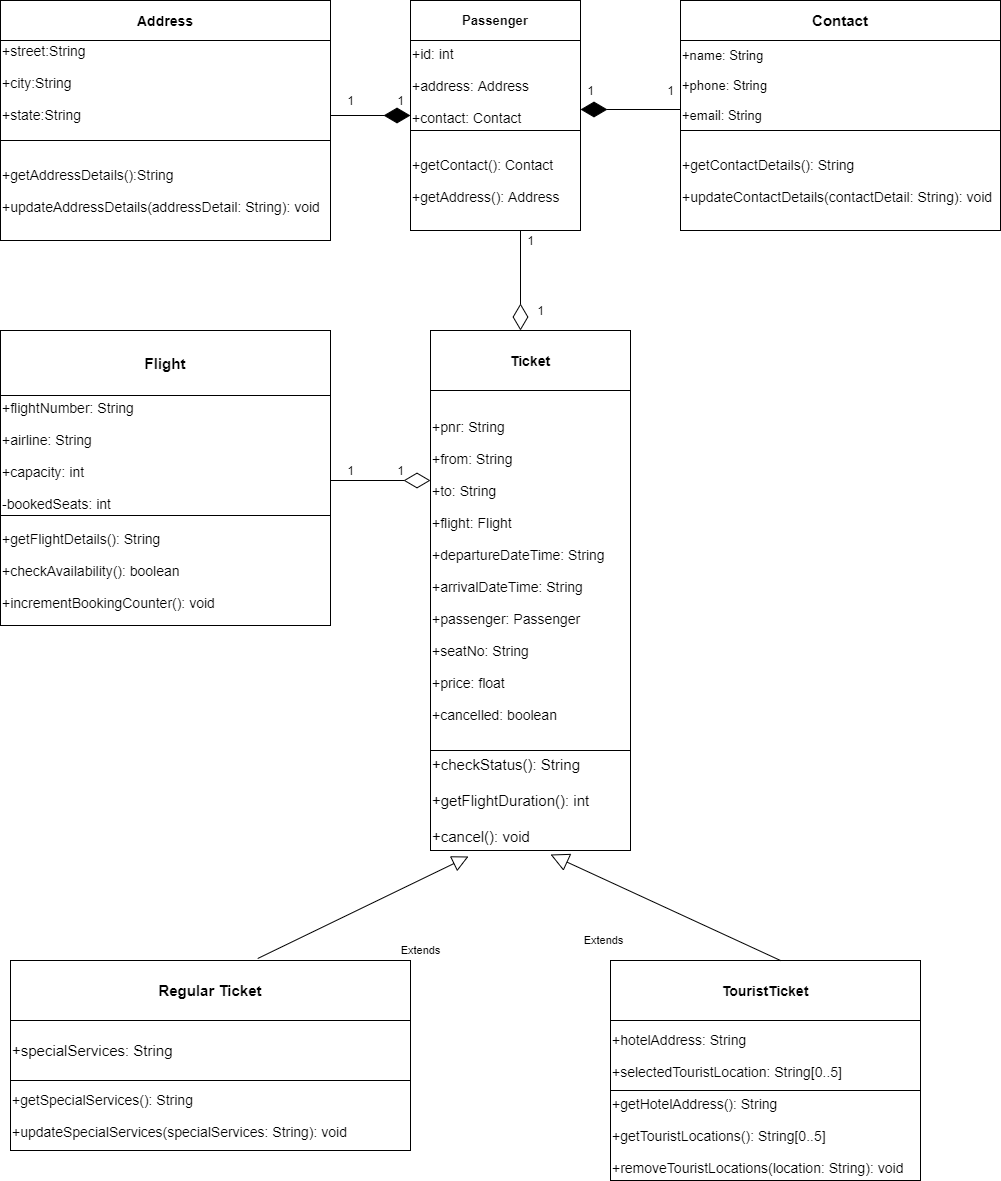 Address
+street:String
+city:String
+state:String
+getAddressDetails():String
+updateAddressDetails(addressDetail: String): void
1
1
Passenger
+id: int
+address: Address
+contact: Contact
+getContact(): Contact
+getAddress(): Address
1
1
Contact
+name: String
+phone: String
+email: String
+getContactDetails(): String
+updateContactDetails(contactDetail: String): void
1
1
Flight
+flightNumber: String
+airline: String
+capacity: int
-bookedSeats: int
+getFlightDetails(): String
+checkAvailability(): boolean
+incrementBookingCounter(): void
1
1
Ticket
+pnr: String
+from: String
+to: String
+flight: Flight
+departureDateTime: String
+arrivalDateTime: String
+passenger: Passenger
+seatNo: String
+price: float
+cancelled: boolean
+checkStatus(): String
+getFlightDuration(): int
+cancel(): void
Extends
Extends
Regular Ticket
+specialServices: String
+getSpecialServices(): String
+updateSpecialServices(specialServices: String): void
TouristTicket
+hotelAddress: String
+selectedTouristLocation: String[0..5]
+getHotelAddress(): String
+getTouristLocations(): String[0..5]
+removeTouristLocations(location: String): void